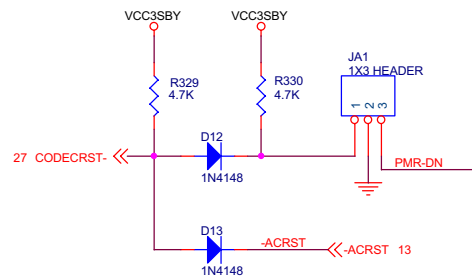 VCC3SBY
VCC3SBY
JA1
1X3 HEADER
R329
4.7K
R330
4.7K
1
2
3
D12
27 CODECRST-
1N4148
PMR-DN
D13
-ACRST
-ACRST 13
1N4148